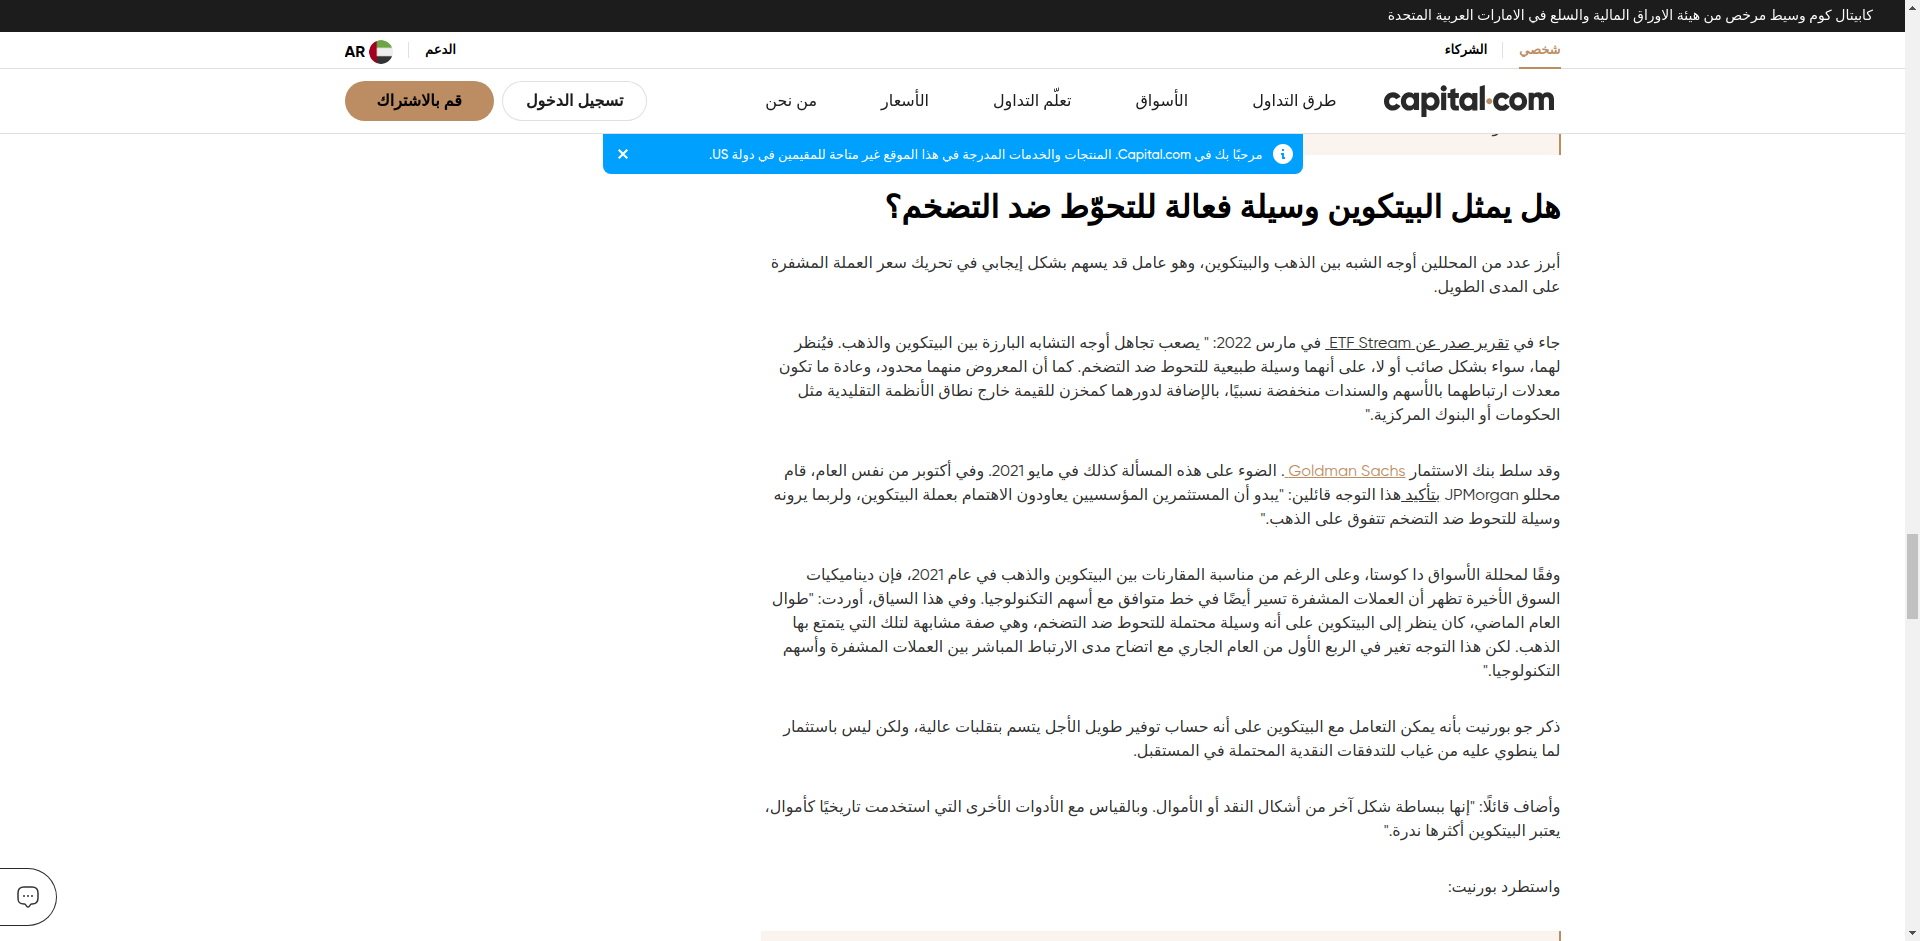 كابيتال كوم وسيط مرخص من هيئة الاوراق المالية والسلع في الامارات العربية المتحدة
شخصي
الشركاء
الدعم
AR
capital.com
طرق التداول
الأسواق
تعلّم التداول
الأسعار
من نحن
تسجيل الدخول
قم بالاشتراك
مرحبًا بك في Capital.com. المنتجات والخدمات المدرجة في هذا الموقع غير متاحة للمقيمين في دولة US.
هل يمثل البيتكوين وسيلة فعالة للتحوّط ضد التضخم؟
أبرز عدد من المحللين أوجه الشبه بين الذهب والبيتكوين، وهو عامل قد يسهم بشكل إيجابي في تحريك سعر العملة المشفرة
على المدى الطويل.
جاء في تقرير صدر عن ETF Stream في مارس 2022: " يصعب تجاهل أوجه التشابه البارزة بين البيتكوين والذهب. فيُنظر
لهما، سواء بشكل صائب أو لا، على أنهما وسيلة طبيعية للتحوط ضد التضخم. كما أن المعروض منهما محدود، وعادة ما تكون
معدلات ارتباطهما بالأسهم والسندات منخفضة نسبيًا، بالإضافة لدورهما كمخزن للقيمة خارج نطاق الأنظمة التقليدية مثل
الحكومات أو البنوك المركزية."
وقد سلط بنك الاستثمار Goldman Sachs . الضوء على هذه المسألة كذلك في مايو 2021. وفي أكتوبر من نفس العام، قام
محللو JPMorgan بتأكيد هذا التوجه قائلين: "يبدو أن المستثمرين المؤسسيين يعاودون الاهتمام بعملة البيتكوين، ولربما يرونه
وسيلة للتحوط ضد التضخم تتفوق على الذهب."
وفقًا لمحللة الأسواق دا كوستا، وعلى الرغم من مناسبة المقارنات بين البيتكوين والذهب في عام 2021، فإن ديناميكيات
السوق الأخيرة تظهر أن العملات المشفرة تسير أيضًا في خط متوافق مع أسهم التكنولوجيا. وفي هذا السياق، أوردت: "طوال
العام الماضي، كان ينظر إلى البيتكوين على أنه وسيلة محتملة للتحوط ضد التضخم، وهي صفة مشابهة لتلك التي يتمتع بها
الذهب. لكن هذا التوجه تغير في الربع الأول من العام الجاري مع اتضاح مدى الارتباط المباشر بين العملات المشفرة وأسهم
التكنولوجيا."
ذكر جو بورنيت بأنه يمكن التعامل مع البيتكوين على أنه حساب توفير طويل الأجل يتسم بتقلبات عالية، ولكن ليس باستثمار
لما ينطوي عليه من غياب للتدفقات النقدية المحتملة في المستقبل.
وأضاف قائلًا: "إنها ببساطة شكل آخر من أشكال النقد أو الأموال. وبالقياس مع الأدوات الأخرى التي استخدمت تاريخيًا كأموال،
يعتبر البيتكوين أكثرها ندرة."
واستطرد بورنيت: